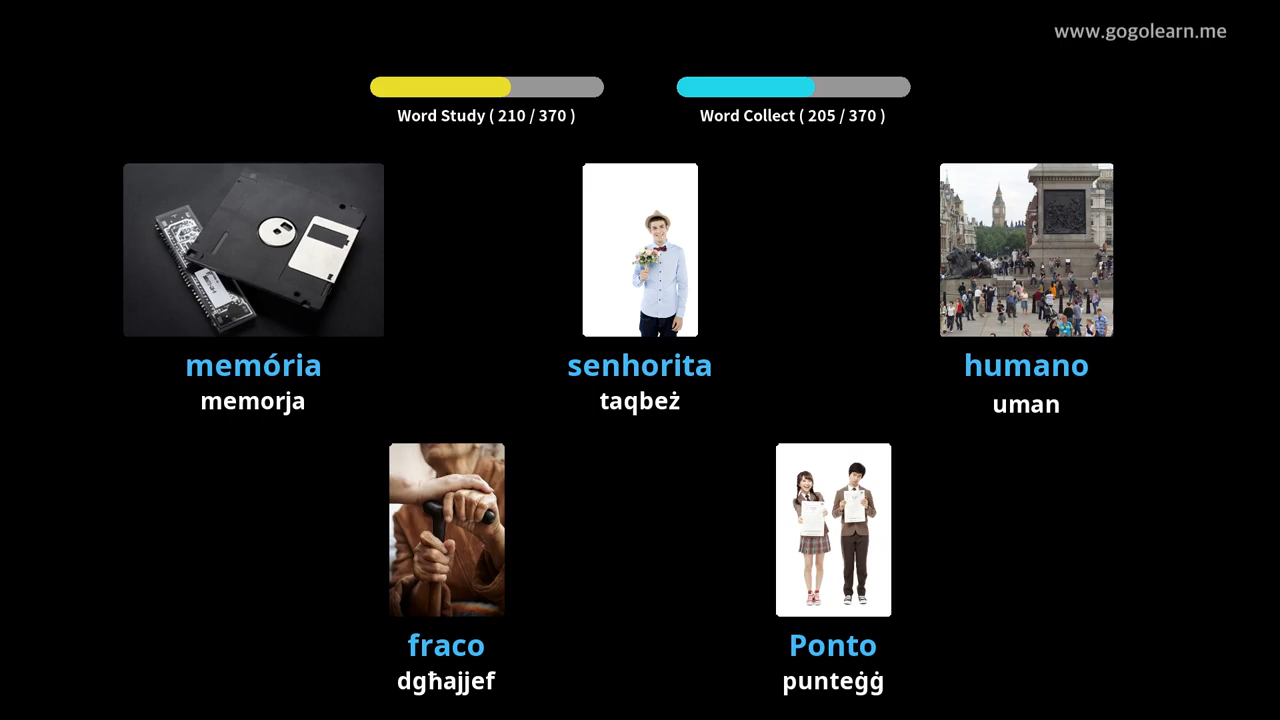 www.gogolearn.me
Word Study ( 210 / 370 )
Word Collect ( 205 / 370 )
memória
memorja
senhorita
taqbeż
humano
uman
fraco
dgħajjef
Ponto
punteġġ